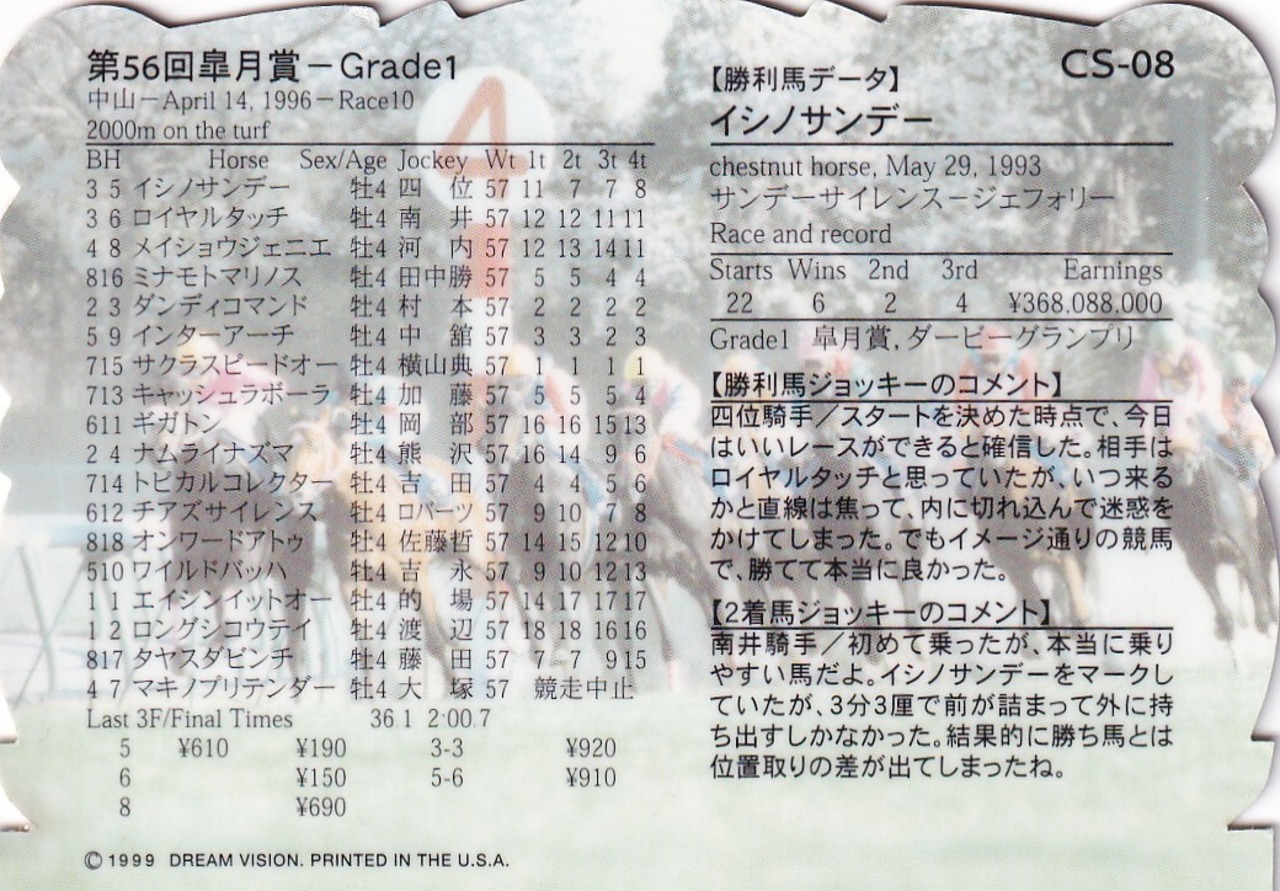 第56回皐月賞－Grade1
中山－April 14, 1996－Race10
2000m on the turf
BH Horse Sex/Age Jockey Wt 1t 2t 3t 4t
3 5 イシノサンデー 牡4 四 位 57 11 7 7 8
3 6 ロイヤルタッチ 牡4 南 井 57 12 12 11 11
4 8 メイショウジェニエ 牡4 河 内 57 12 13 14 11
8 16 ミナモトマリノス 牡4 田中勝 57 5 5 4 4
2 3 ダンディコマンド 牡4 村 本 57 2 2 2 2
5 9 インターアーチ 牡4 中 舘 57 3 3 2 3
7 15 サクラスピードオー 牡4 横山典 57 1 1 1 1
7 13 キャッシュラボーラ 牡4 加 藤 57 5 5 5 4
6 11 ギガトン 牡4 岡 部 57 16 16 15 13
2 4 ナムライナズマ 牡4 熊 沢 57 16 14 9 6
7 14 トピカルコレクター 牡4 吉 田 57 4 4 5 6
6 12 チアズサイレンス 牡4 ロバーツ 57 9 10 7 8
8 18 オンワードアトゥ 牡4 佐藤哲 57 14 15 12 10
5 10 ワイルドバッハ 牡4 吉 永 57 9 10 12 13
1 1 エイシンイットオー 牡4 的 場 57 14 17 17 17
1 2 ロングシコウテイ 牡4 渡 辺 57 18 18 16 16
8 17 タヤスダビンチ 牡4 藤 田 57 7 7 9 15
4 7 マキノプリテンダー 牡4 大 塚 57 競走中止
Last 3F/Final Times 36.1 2:00.7
5 ¥610 ¥190 3-3 ¥920
6 ¥150 5-6 ¥910
8 ¥690
© 1999 DREAM VISION. PRINTED IN THE U.S.A.
CS-08
【勝利馬データ】
イシノサンデー
chestnut horse, May 29, 1993
サンデーサイレンス－ジェフォリー
Race and record
Starts Wins 2nd 3rd Earnings
22 6 2 4 ¥368.088.000
Grade1 皐月賞, ダービーグランプリ
【勝利馬ジョッキーのコメント】
四位騎手／スタートを決めた時点で、今日
はいいレースができると確信した。相手は
ロイヤルタッチと思っていたが、いつ来る
かと直線は焦って、内に切れ込んで迷惑を
かけてしまった。でもイメージ通りの競馬
で、勝てて本当に良かった。
【2着馬ジョッキーのコメント】
南井騎手／初めて乗ったが、本当に乗り
やすい馬だよ。イシノサンデーをマークし
ていたが、3分3厘で前が詰まって外に持
ち出すしかなかった。結果的に勝ち馬とは
位置取りの差が出てしまったね。
4